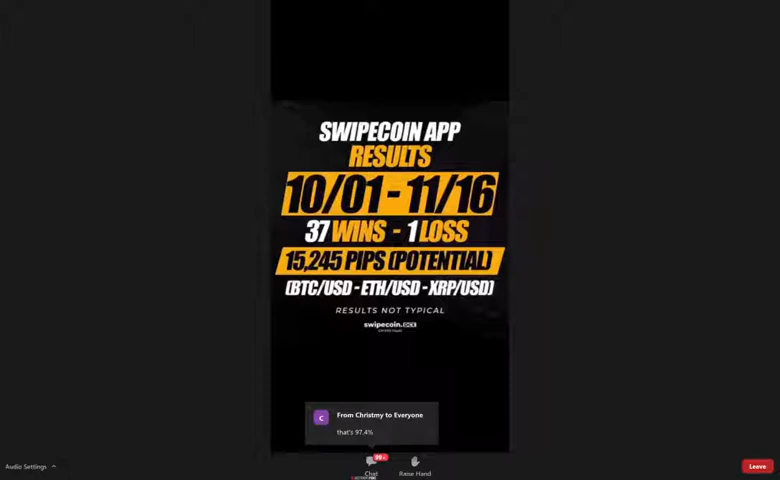 SWIPECOIN APP
RESULTS
10/01 - 11/16
37 WINS - 1 LOSS
15,245 PIPS (POTENTIAL)
(BTC/USD - ETH/USD - XRP/USD)
RESULTS NOT TYPICAL
swipecoin.
C
From Christmy to Everyone
that's 97.4%
Audio Settings
99+
Chat
Raise Hand
Leave